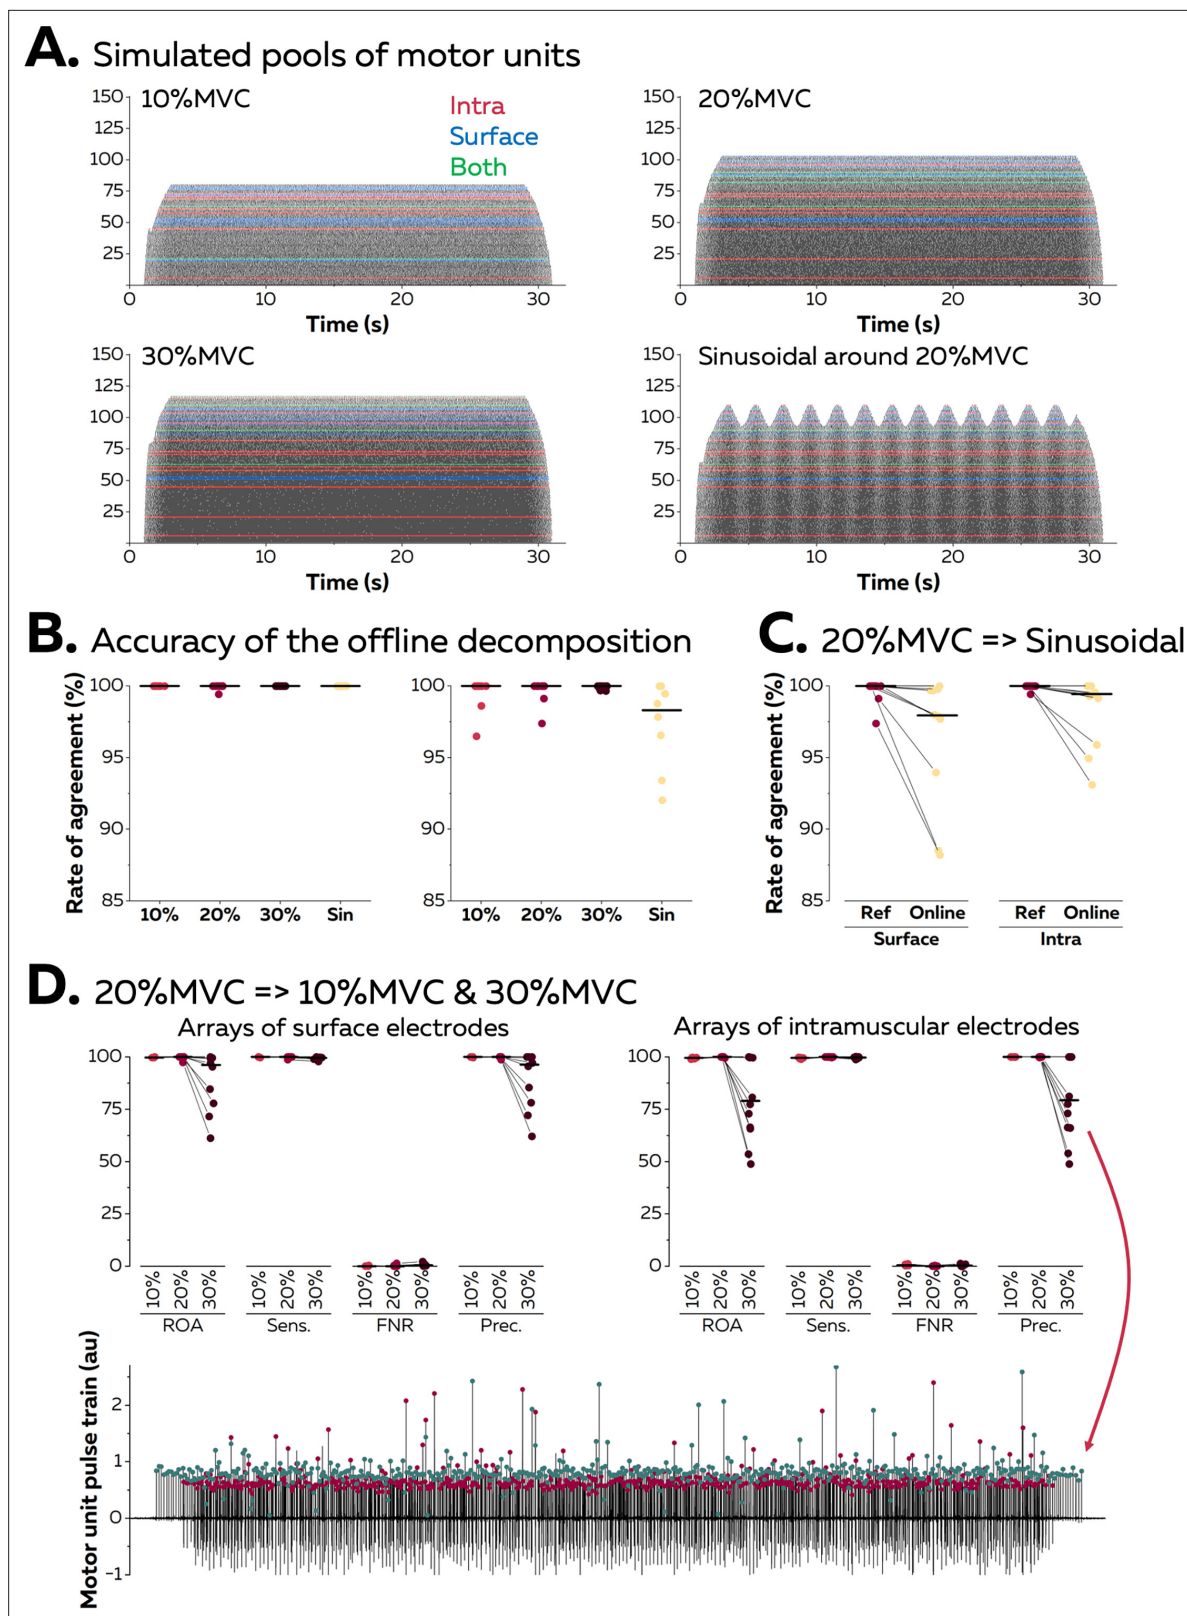 A. Simulated pools of motor units
10%MVC
Intra
Surface
Both
150
125
100
75
50
25
0 10 20 30
Time (s)
20%MVC
150
125
100
75
50
25
0 10 20 30
Time (s)
30%MVC
150
125
100
75
50
25
0 10 20 30
Time (s)
Sinusoidal around 20%MVC
150
125
100
75
50
25
0 10 20 30
Time (s)
B. Accuracy of the offline decomposition
Rate of agreement (%)
100
95
90
85
10% 20% 30% Sin
100
95
90
85
10% 20% 30% Sin
C. 20%MVC => Sinusoidal
Rate of agreement (%)
100
95
90
85
Ref Online Ref Online
Surface Intra
D. 20%MVC => 10%MVC & 30%MVC
Arrays of surface electrodes
100
75
50
25
0
10% 20% 30% 10% 20% 30% 10% 20% 30% 10% 20% 30%
ROA Sens. FNR Prec.
Arrays of intramuscular electrodes
100
75
50
25
0
10% 20% 30% 10% 20% 30% 10% 20% 30% 10% 20% 30%
ROA Sens. FNR Prec.
Motor unit pulse train (au)
2
1
0
-1